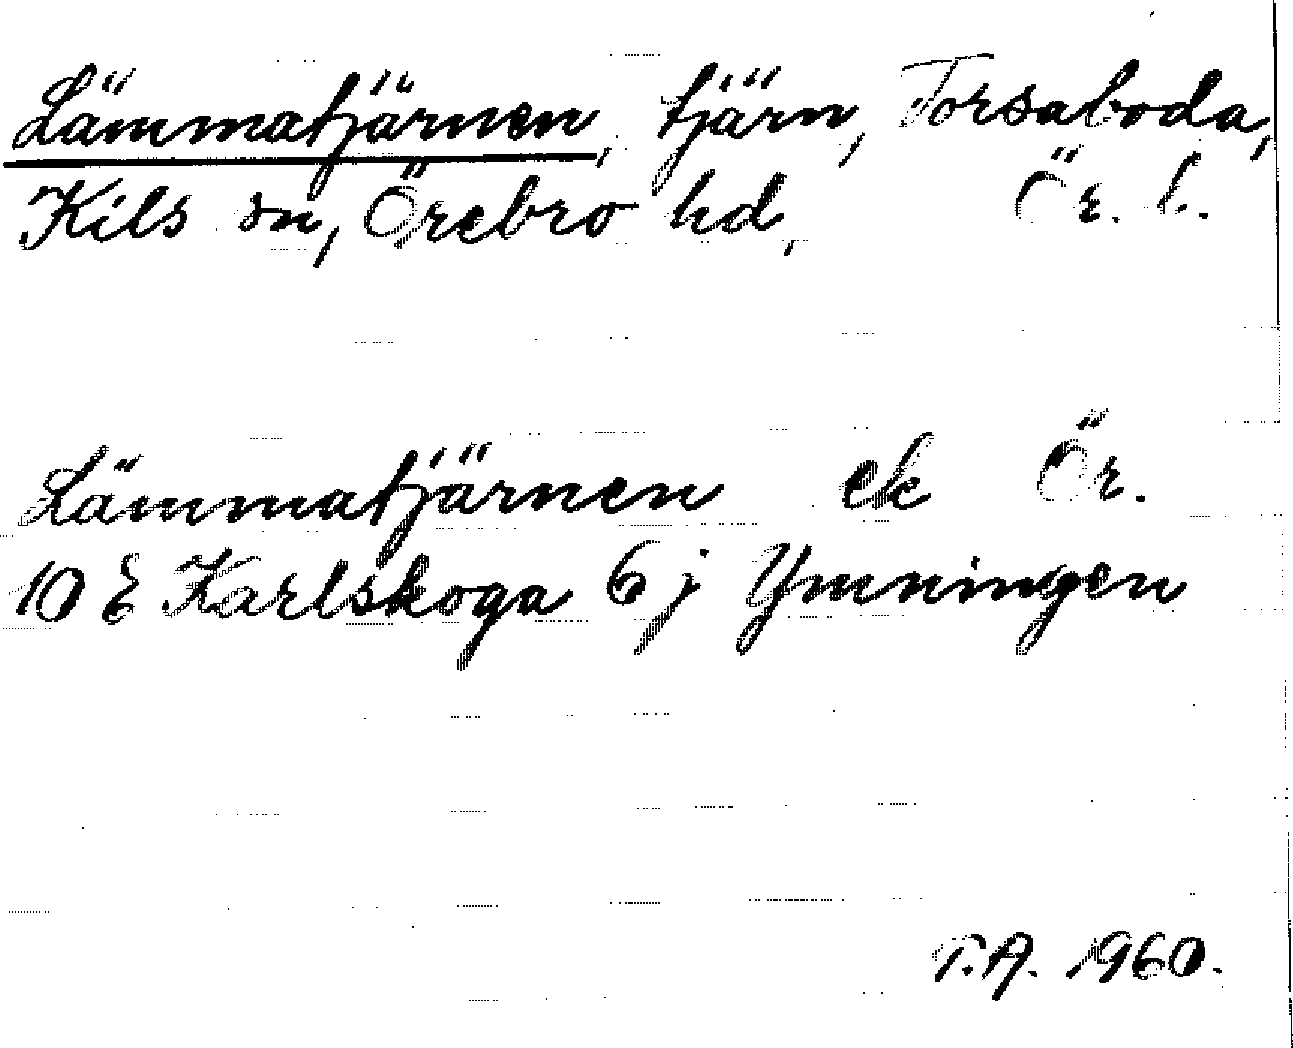 Lämmatjärnen, tjärn, Torsaboda,
Kils sn, Örebro hd, Ör. l.
Lämmatjärnen ek Ör.
10 E Karlskoga 6 j Ymningen
T.A. 1960.